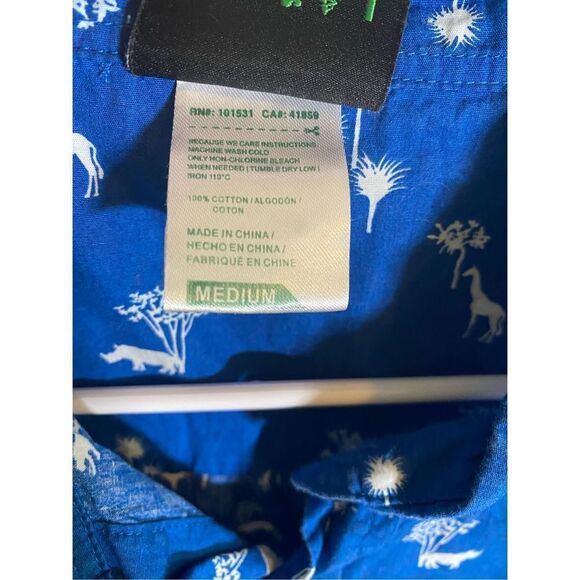 RN#: 101531 CA#: 41859
BECAUSE WE CARE INSTRUCTIONS
MACHINE WASH COLD
ONLY NON-CHLORINE BLEACH
WHEN NEEDED | TUMBLE DRY LOW |
IRON 110°C
100% COTTON / ALGODÓN /
COTON
MADE IN CHINA /
HECHO EN CHINA /
FABRIQUÉ EN CHINE
MEDIUM